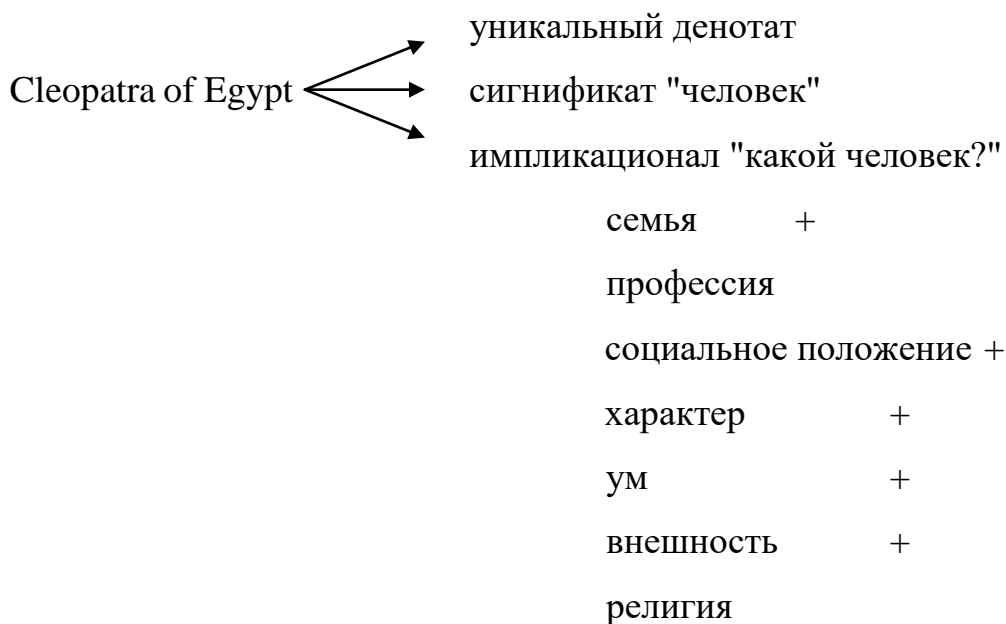 уникальный денотат
Cleopatra of Egypt
сигнификат "человек"
импликационал "какой человек?"
семья +
профессия
социальное положение +
характер +
ум +
внешность +
религия